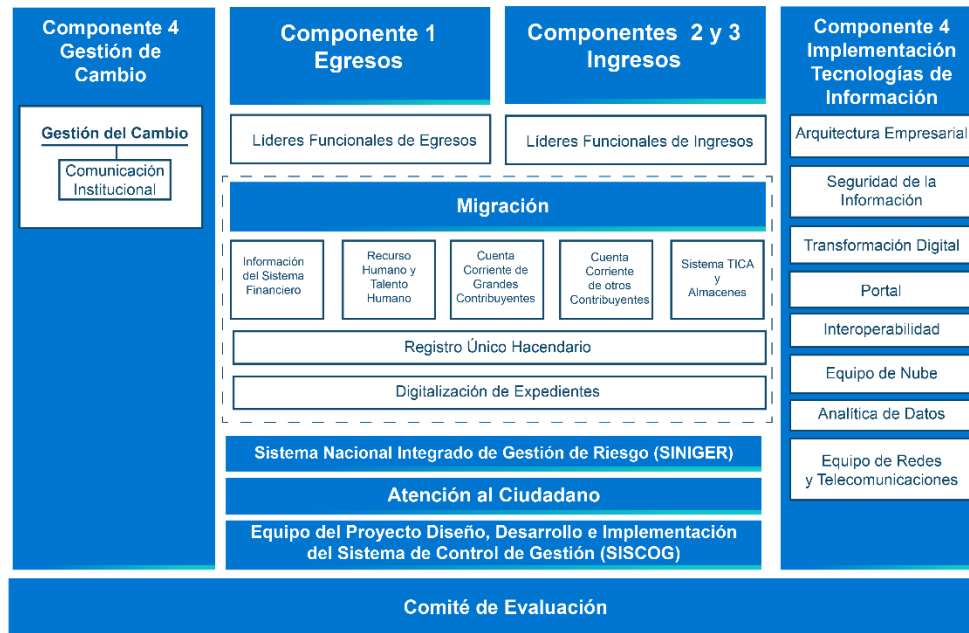 Componente 4
Gestión de
Cambio
Gestión del Cambio
Comunicación
Institucional
Componente 1
Egresos
Componentes 2 y 3
Ingresos
Líderes Funcionales de Egresos
Líderes Funcionales de Ingresos
Migración
Información
del Sistema
Financiero
Recurso
Humano y
Talento
Humano
Cuenta
Corriente de
Grandes
Contribuyentes
Cuenta
Corriente
de otros
Contribuyentes
Sistema TICA
y
Almacenes
Registro Único Hacendario
Digitalización de Expedientes
Sistema Nacional Integrado de Gestión de Riesgo (SINIGER)
Atención al Ciudadano
Equipo del Proyecto Diseño, Desarrollo e Implementación
del Sistema de Control de Gestión (SISCOG)
Componente 4
Implementación
Tecnologías de
Información
Arquitectura Empresarial
Seguridad de la
Información
Transformación Digital
Portal
Interoperabilidad
Equipo de Nube
Analítica de Datos
Equipo de Redes
y Telecomunicaciones
Comité de Evaluación